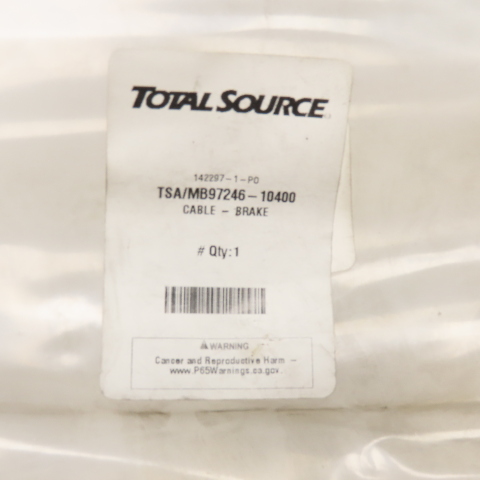 TOTAL SOURCE
142297-1-PO
TSA/MB97246-10400
CABLE - BRAKE
# Qty:1
⚠ WARNING
Cancer and Reproductive Harm -
www.P65Warnings.ca.gov.